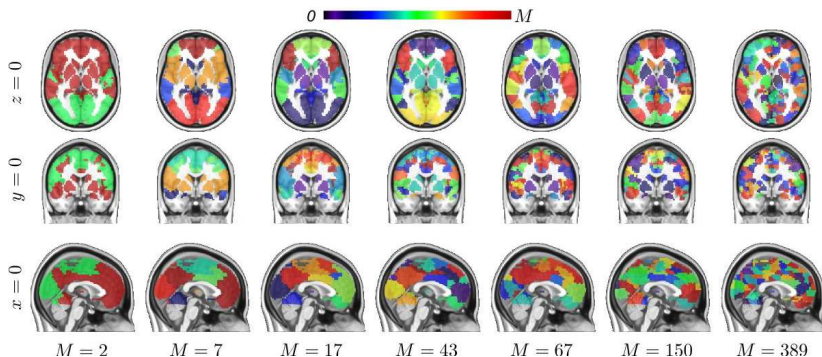 0 M
z = 0
y = 0
x = 0
M = 2 M = 7 M = 17 M = 43 M = 67 M = 150 M = 389